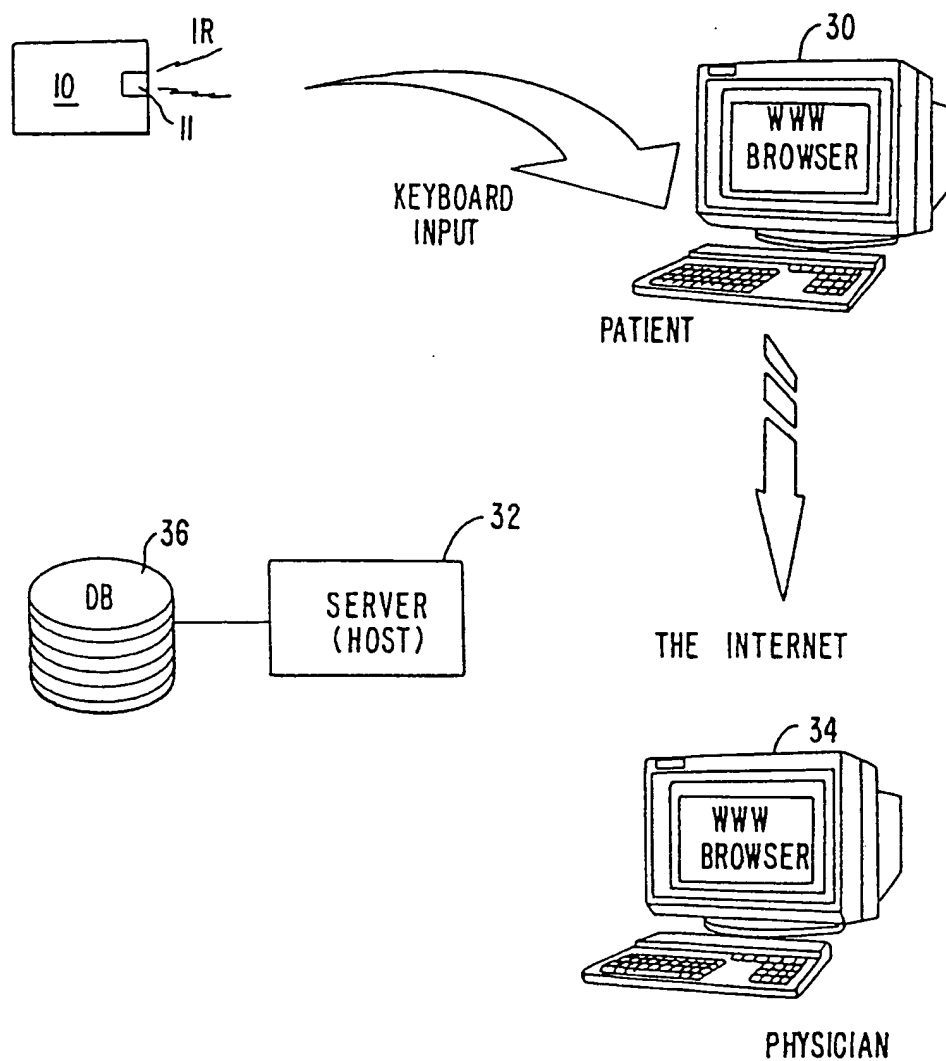 IR
10
11
30
WWW
BROWSER
KEYBOARD
INPUT
PATIENT
36
32
DB
SERVER
(HOST)
THE INTERNET
34
WWW
BROWSER
PHYSICIAN